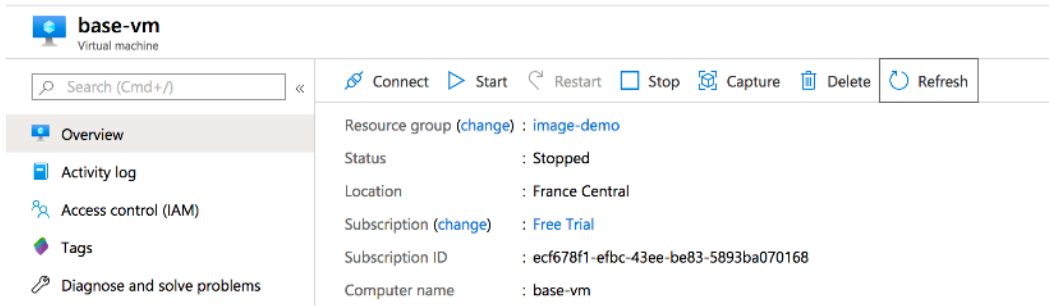 base-vm
Virtual machine
Search (Cmd+/)
«
Connect Start Restart Stop Capture Delete Refresh
Overview
Activity log
Access control (IAM)
Tags
Diagnose and solve problems
Resource group (change) : image-demo
Status : Stopped
Location : France Central
Subscription (change) : Free Trial
Subscription ID : ecf678f1-efbc-43ee-be83-5893ba070168
Computer name : base-vm